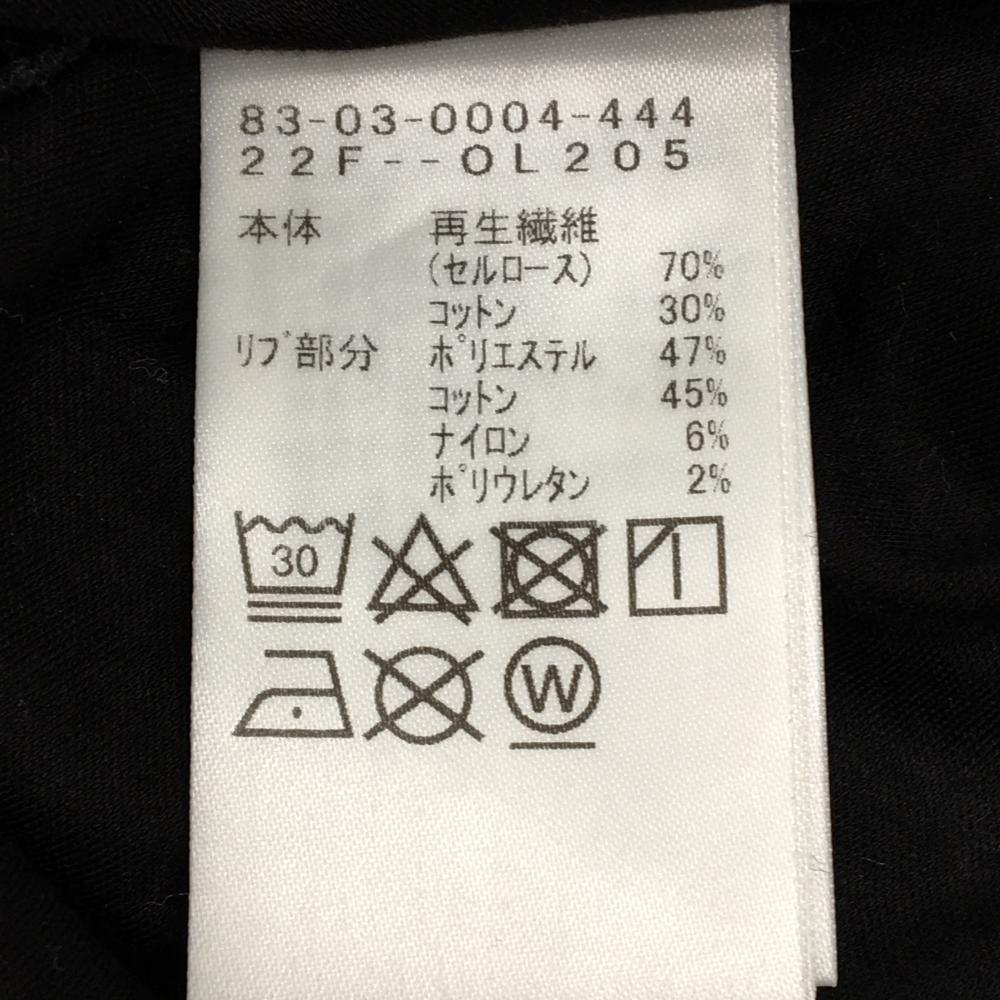 83-03-0004-444
22F--OL205
本体 再生繊維
(セルロース) 70%
コットン 30%
リブ部分 ポリエステル 47%
コットン 45%
ナイロン 6%
ポリウレタン 2%
30
W